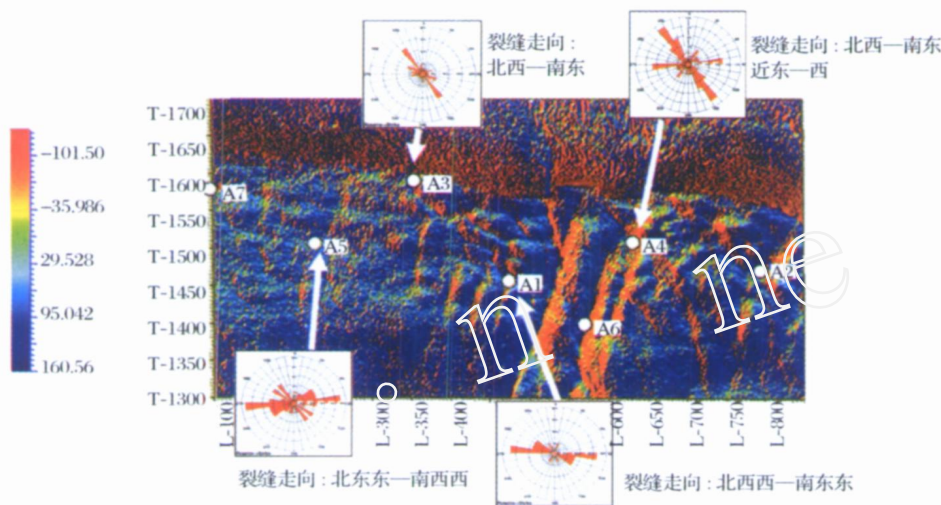 裂缝走向：
北西—南东
裂缝走向：北西—南东
近东—西
T-1700
T-1650
T-1600
T-1550
T-1500
T-1450
T-1400
T-1350
T-1300
-101.50
-35.986
29.528
95.042
160.56
A7
A3
A5
A4
A1
A2
A6
n
ne
L-100
L-300
L-350
L-400
L-600
L-650
L-700
L-750
L-800
裂缝走向：北东东—南西西
裂缝走向：北西西—南东东